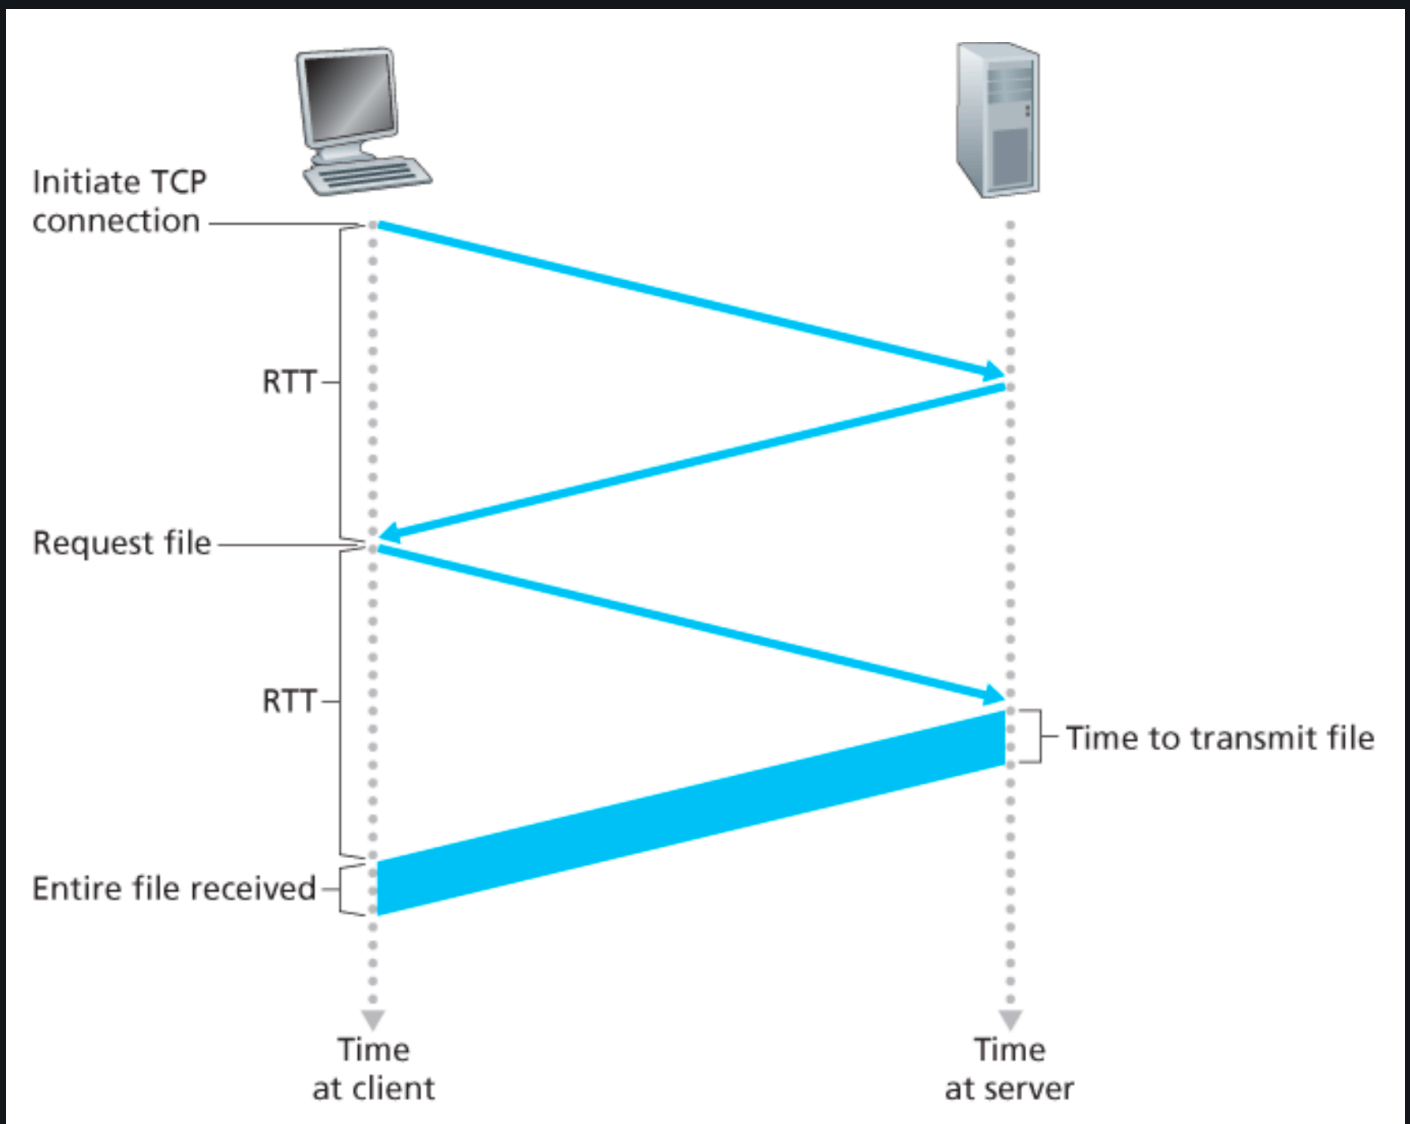 Initiate TCP
connection
RTT
Request file
RTT
Time to transmit file
Entire file received
Time
at client
Time
at server